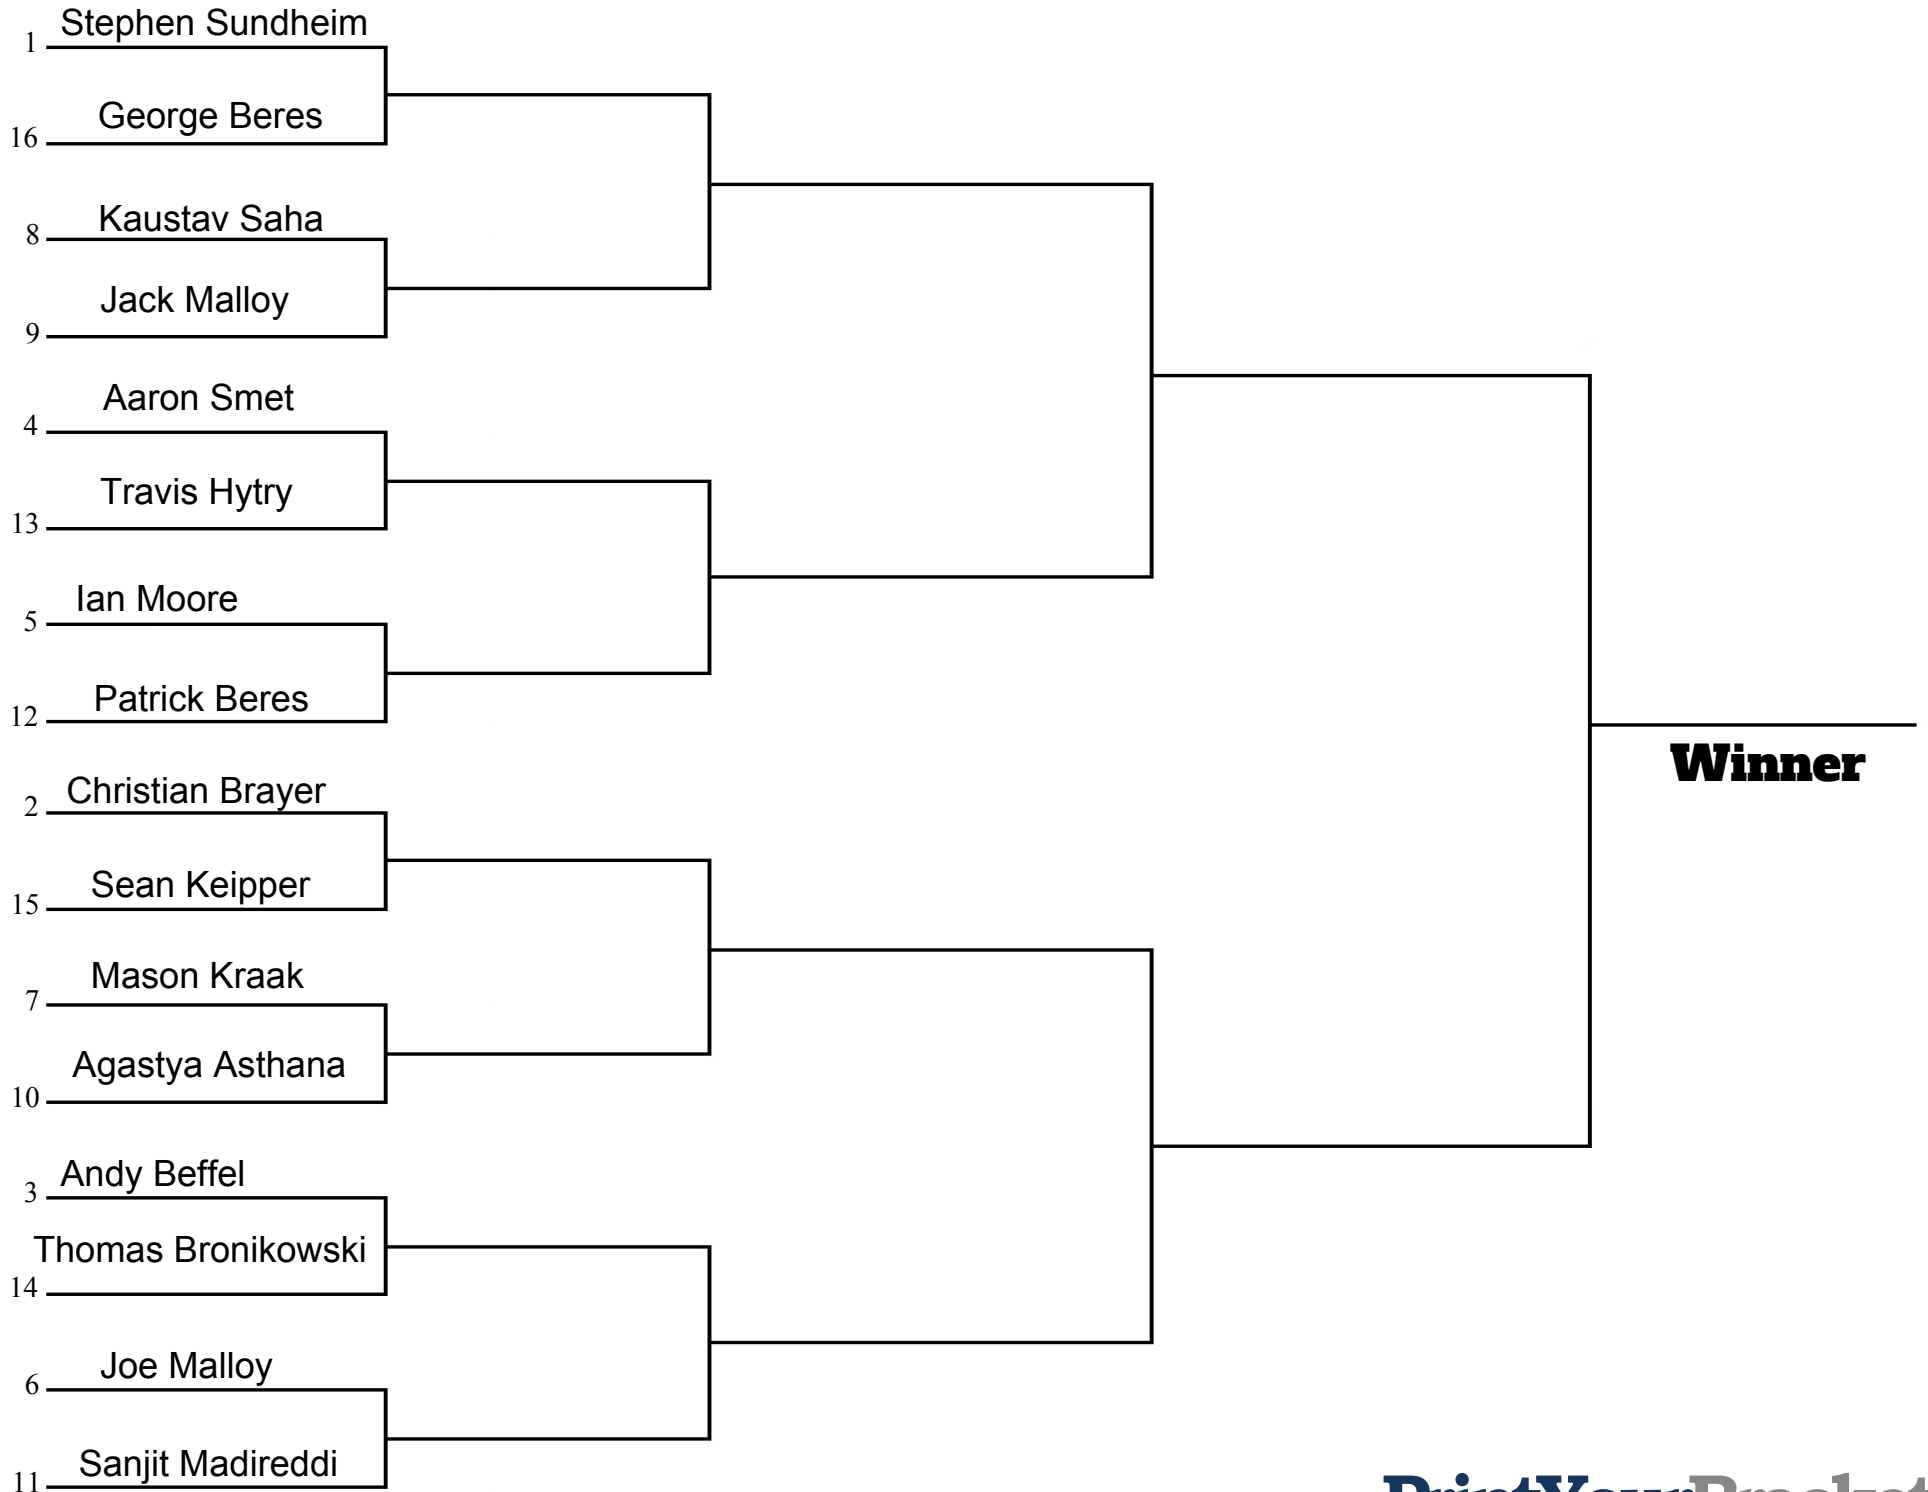 Stephen Sundheim
1
George Beres
16
Kaustav Saha
8
Jack Malloy
9
Aaron Smet
4
Travis Hytry
13
Ian Moore
5
Patrick Beres
12
Winner
Christian Brayer
2
Sean Keipper
15
Mason Kraak
7
Agastya Asthana
10
Andy Beffel
3
Thomas Bronikowski
14
Joe Malloy
6
Sanjit Madireddi
11
PrintYourBracket